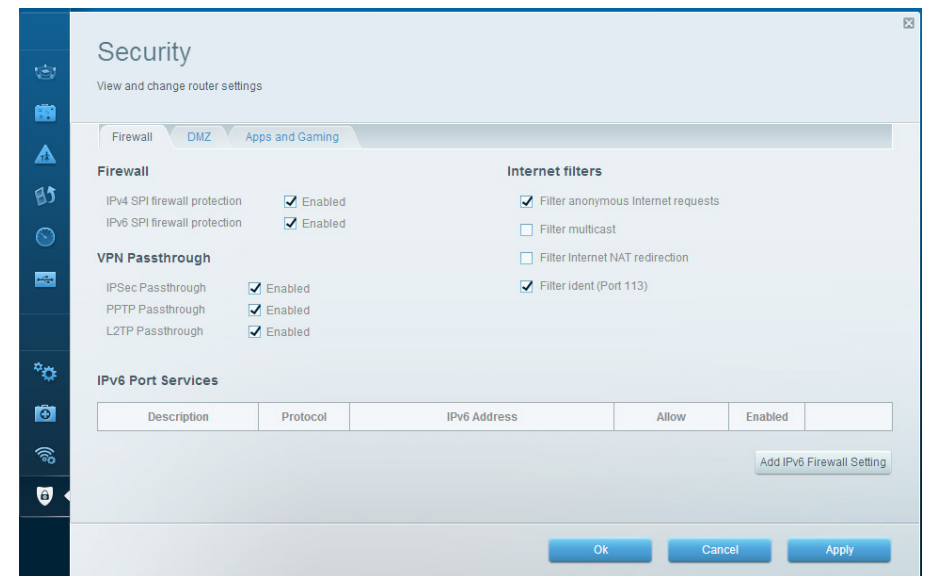 Security
View and change router settings
Firewall DMZ Apps and Gaming
Firewall
IPv4 SPI firewall protection Enabled
IPv6 SPI firewall protection Enabled
VPN Passthrough
IPSec Passthrough Enabled
PPTP Passthrough Enabled
L2TP Passthrough Enabled
Internet filters
Filter anonymous Internet requests
Filter multicast
Filter Internet NAT redirection
Filter ident (Port 113)
IPv6 Port Services
Description Protocol IPv6 Address Allow Enabled
Add IPv6 Firewall Setting
Ok Cancel Apply